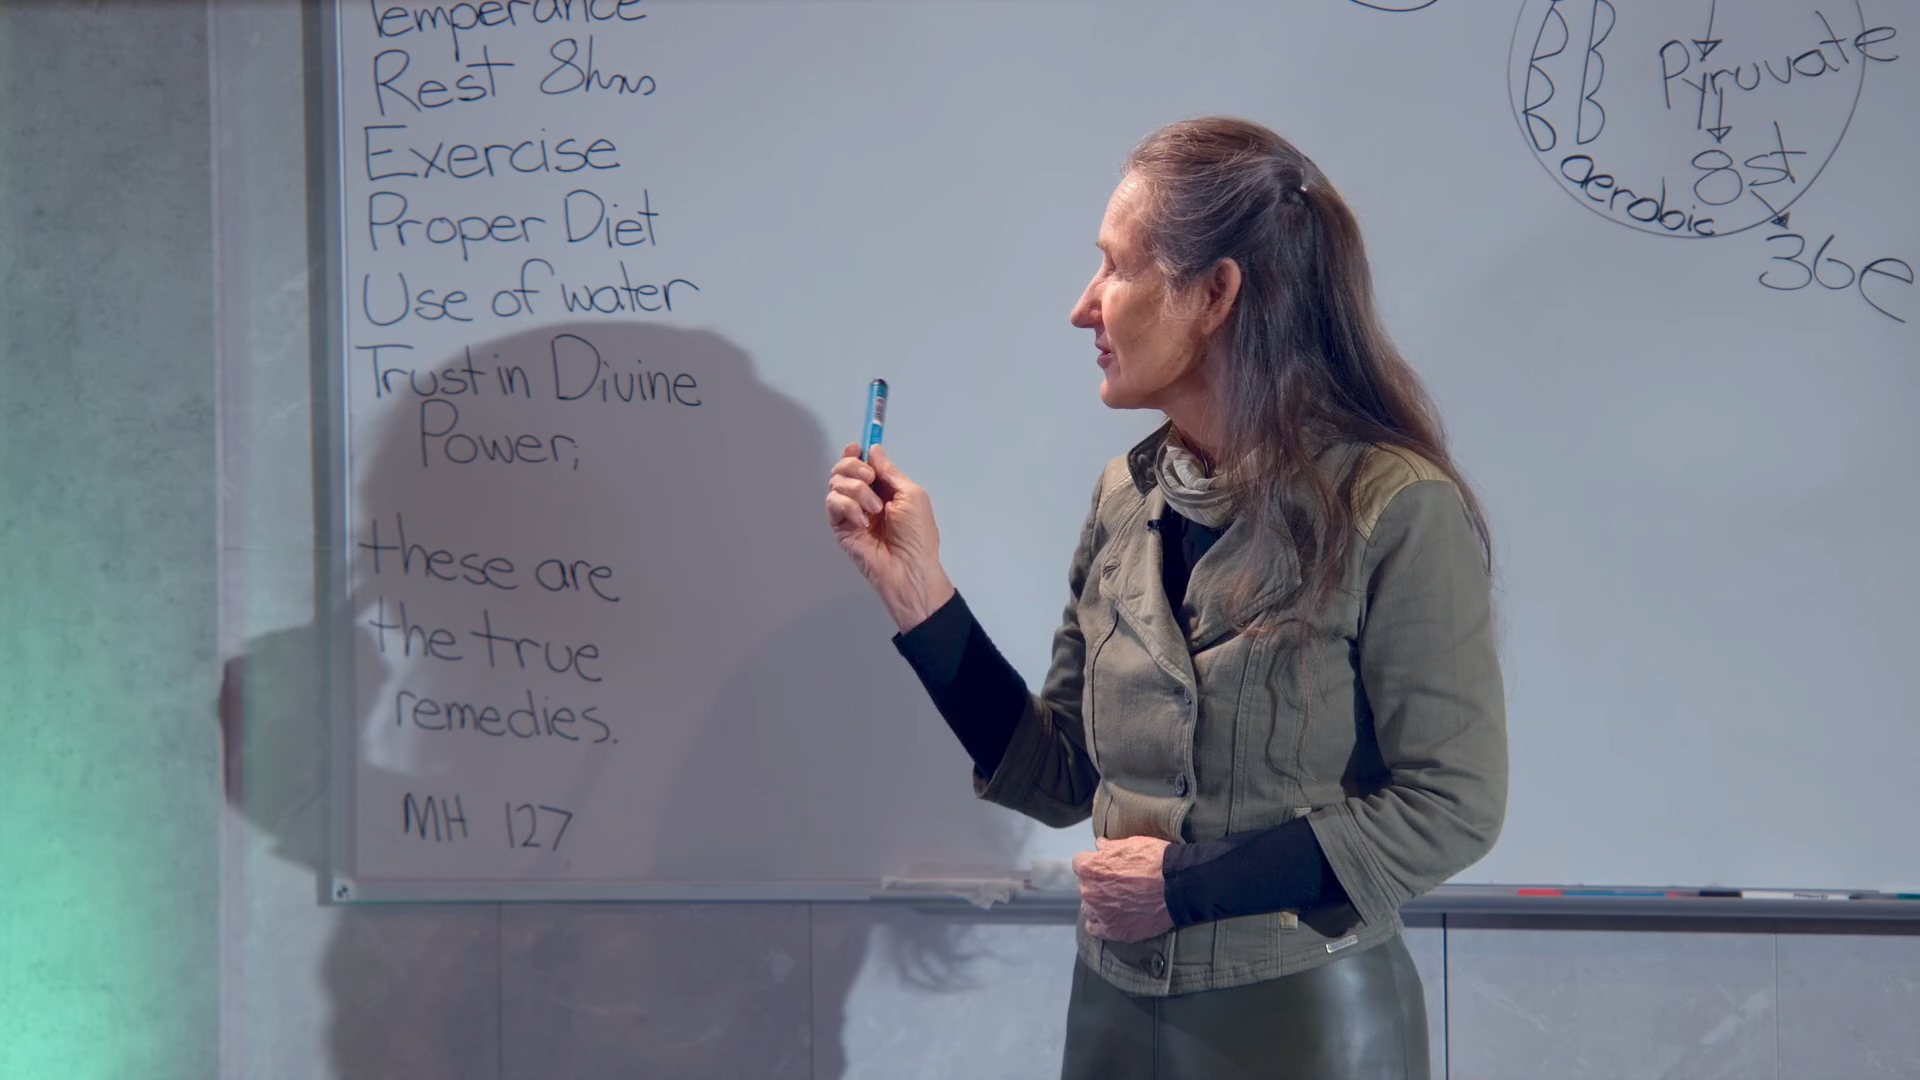 Temperance
Rest 8hrs
Exercise
Proper Diet
Use of water
Trust in Divine
Power;
these are
the true
remedies.
MH 127
Pyruvate
8st
aerobic
36e